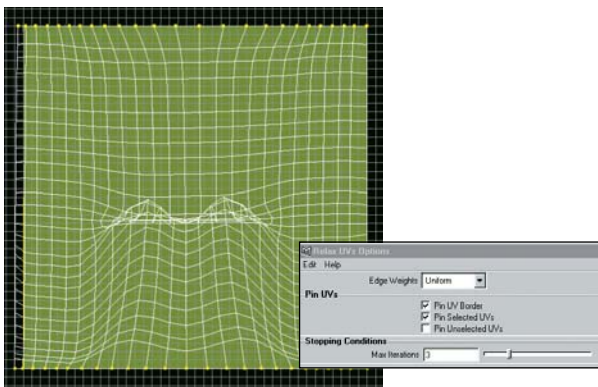 Relax UVs Options
Edit Help
Edge Weights Uniform
Pin UVs
Pin UV Border
Pin Selected UVs
Pin Unselected UVs
Stopping Conditions
Max Iterations 3